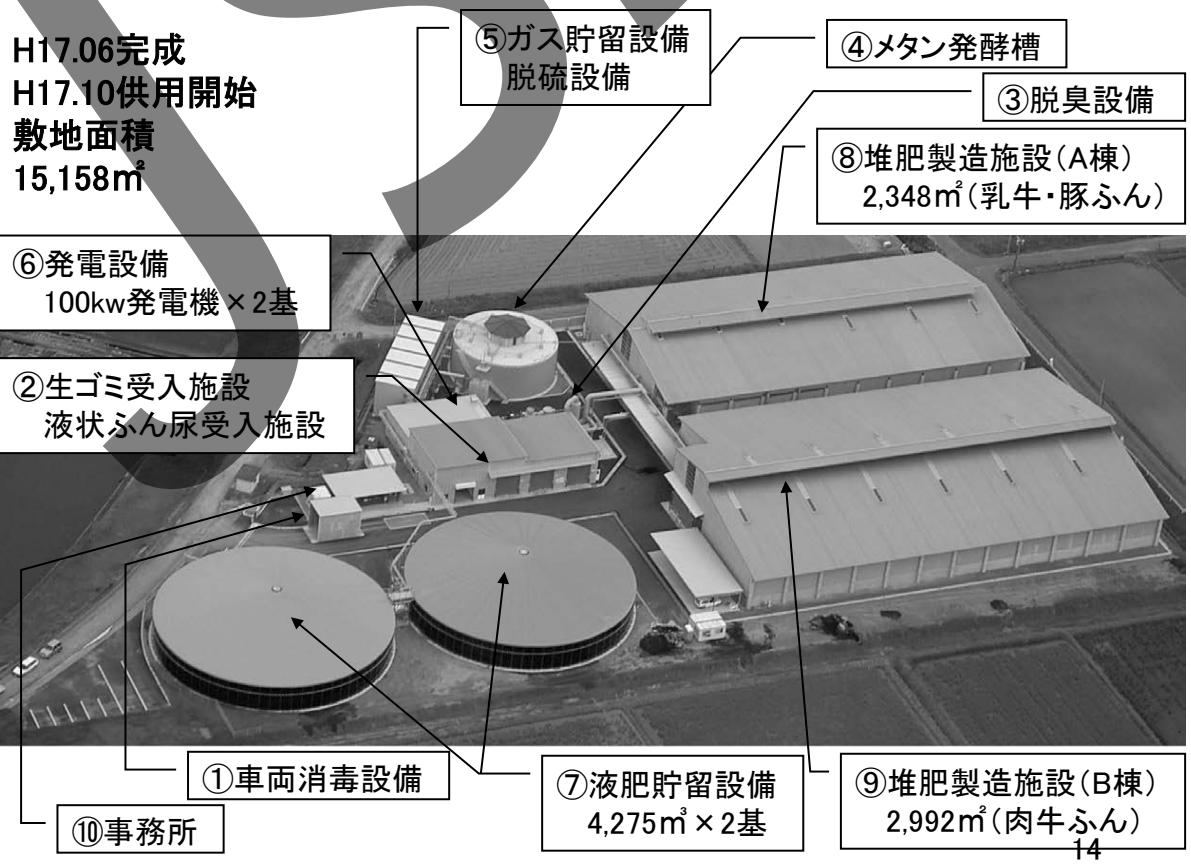 H17.06完成
H17.10供用開始
敷地面積
15,158㎡
⑤ガス貯留設備
脱硫設備
④メタン発酵槽
③脱臭設備
⑧堆肥製造施設(A棟)
2,348㎡(乳牛・豚ふん)
⑥発電設備
100kw発電機×2基
②生ゴミ受入施設
液状ふん尿受入施設
①車両消毒設備
⑦液肥貯留設備
4,275㎥×2基
⑨堆肥製造施設(B棟)
2,992㎡(肉牛ふん)
⑩事務所
14